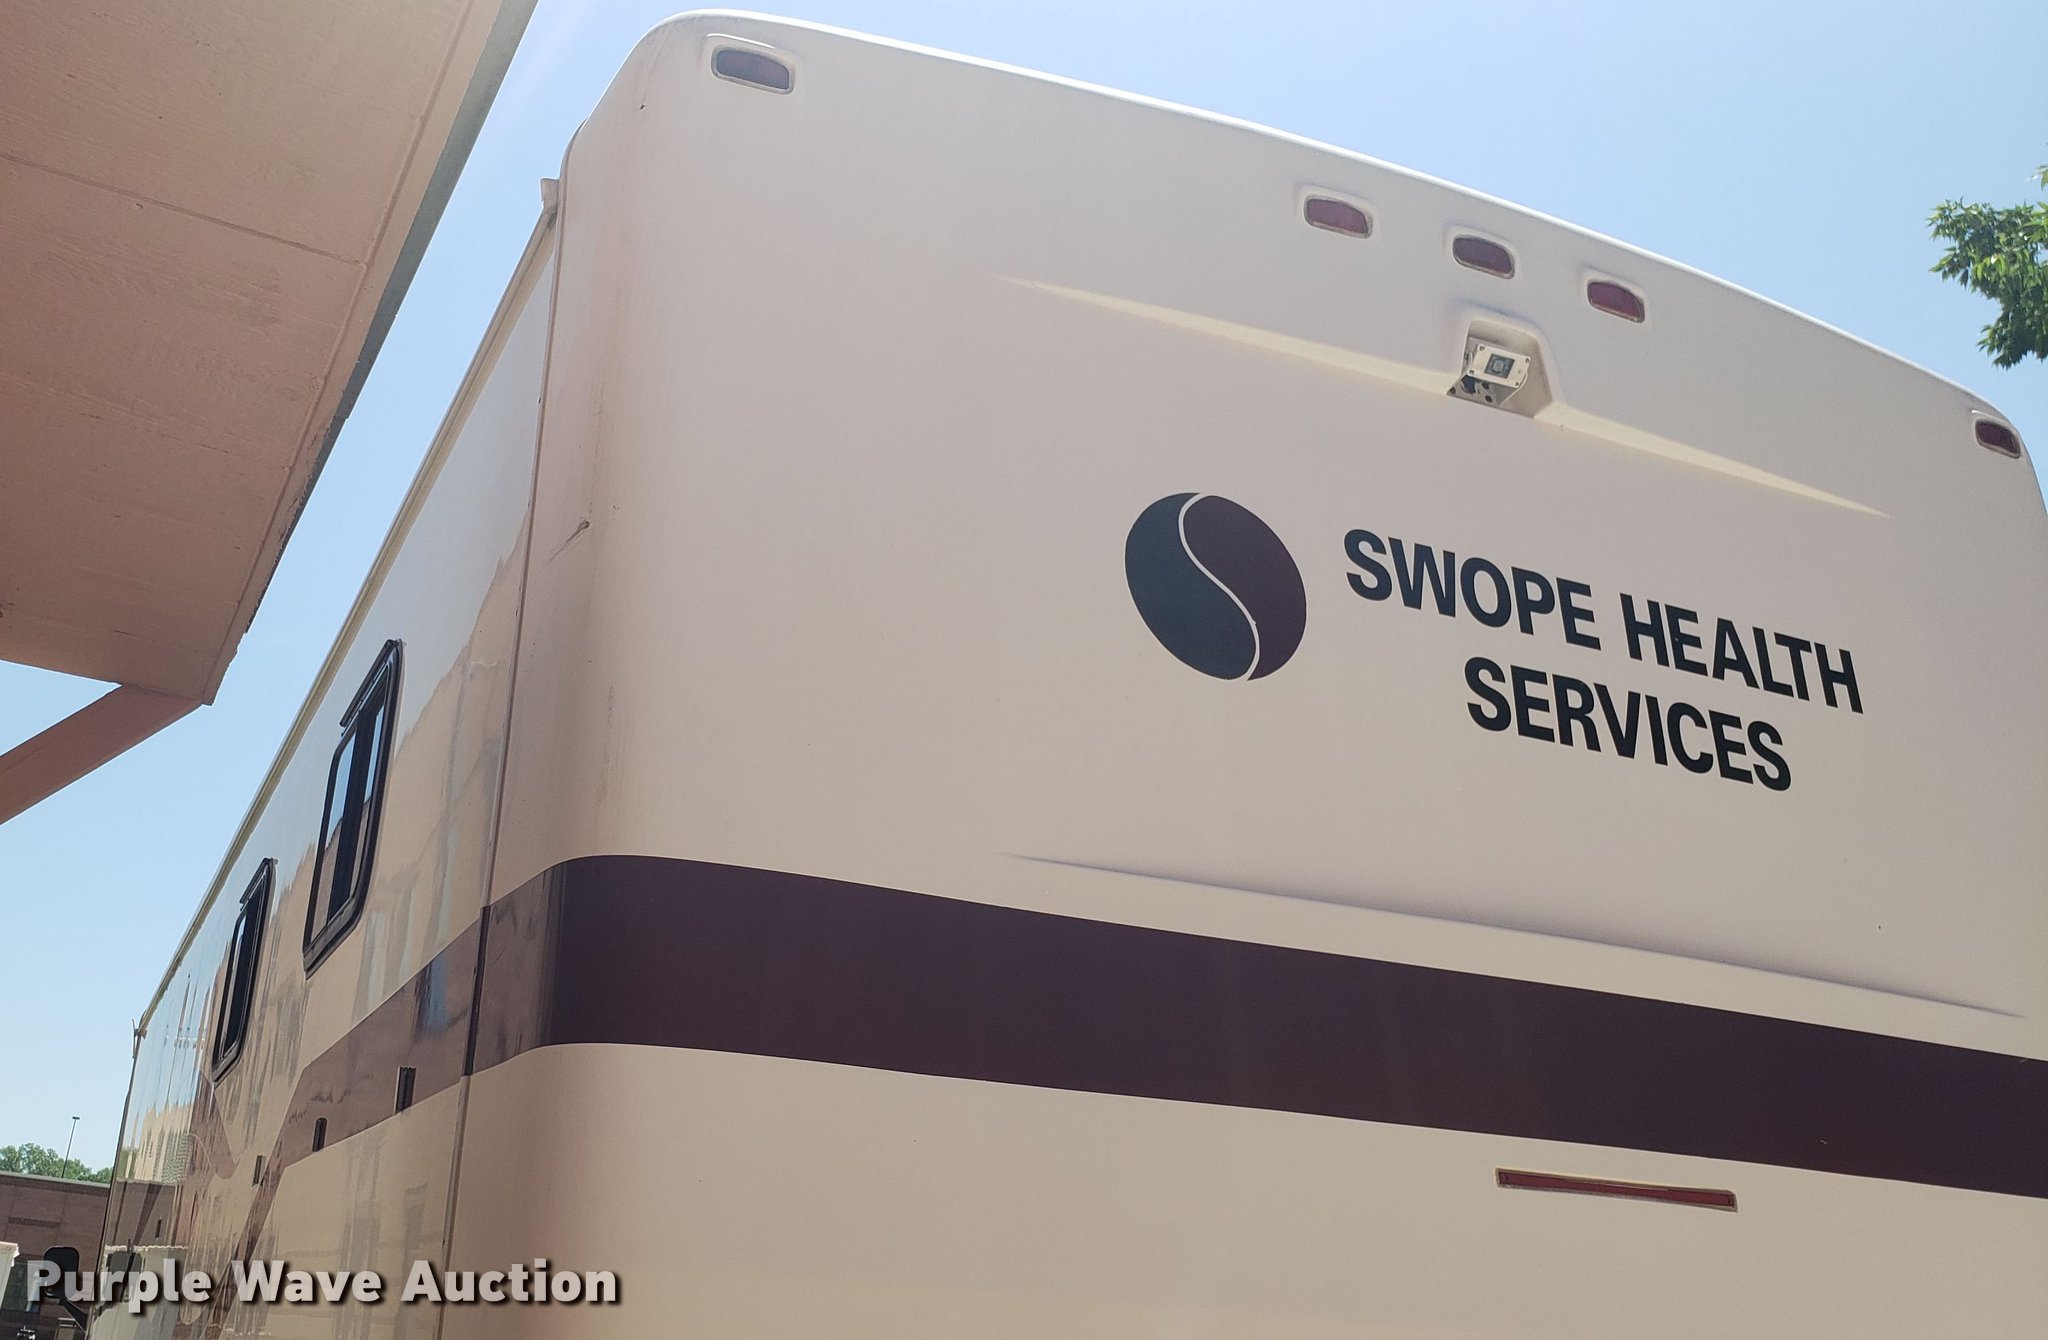 SWOPE HEALTH
SERVICES
Purple Wave Auction